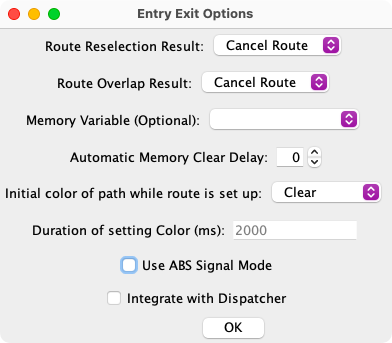 Entry Exit Options
Route Reselection Result: Cancel Route
Route Overlap Result: Cancel Route
Memory Variable (Optional):
Automatic Memory Clear Delay: 0
Initial color of path while route is set up: Clear
Duration of setting Color (ms): 2000
Use ABS Signal Mode
Integrate with Dispatcher
OK